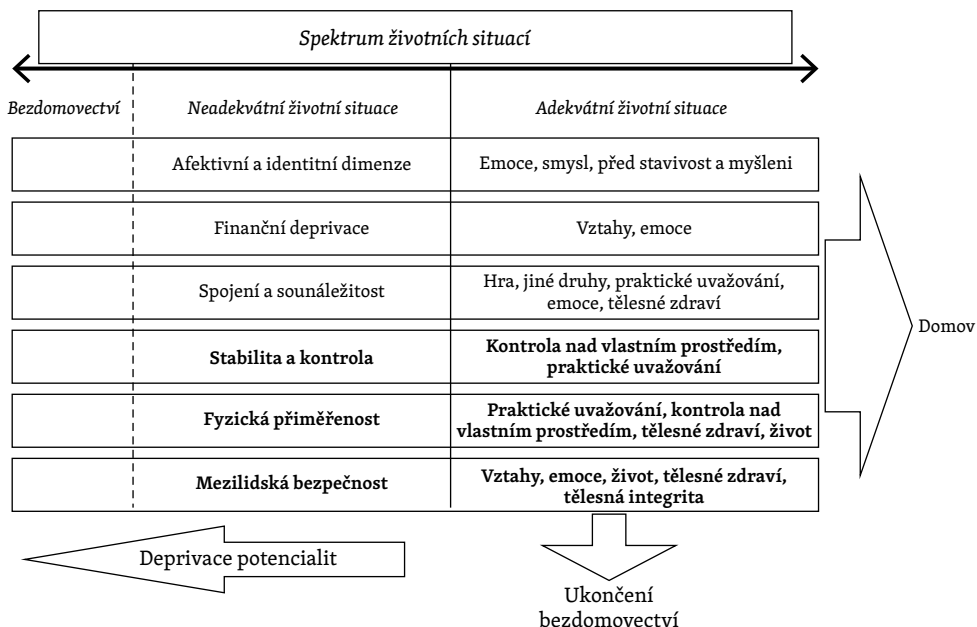 Spektrum životních situací
Bezdomovectví
Neadekvátní životní situace
Adekvátní životní situace
Afektivní a identitní dimenze
Emoce, smysl, před stavivost a myšleni
Finanční deprivace
Vztahy, emoce
Spojení a sounáležitost
Hra, jiné druhy, praktické uvažování,
emoce, tělesné zdraví
Stabilita a kontrola
Kontrola nad vlastním prostředím,
praktické uvažování
Fyzická přiměřenost
Praktické uvažování, kontrola nad
vlastním prostředím, tělesné zdraví, život
Mezilidská bezpečnost
Vztahy, emoce, život, tělesné zdraví,
tělesná integrita
Domov
Deprivace potencialit
Ukončení
bezdomovectví